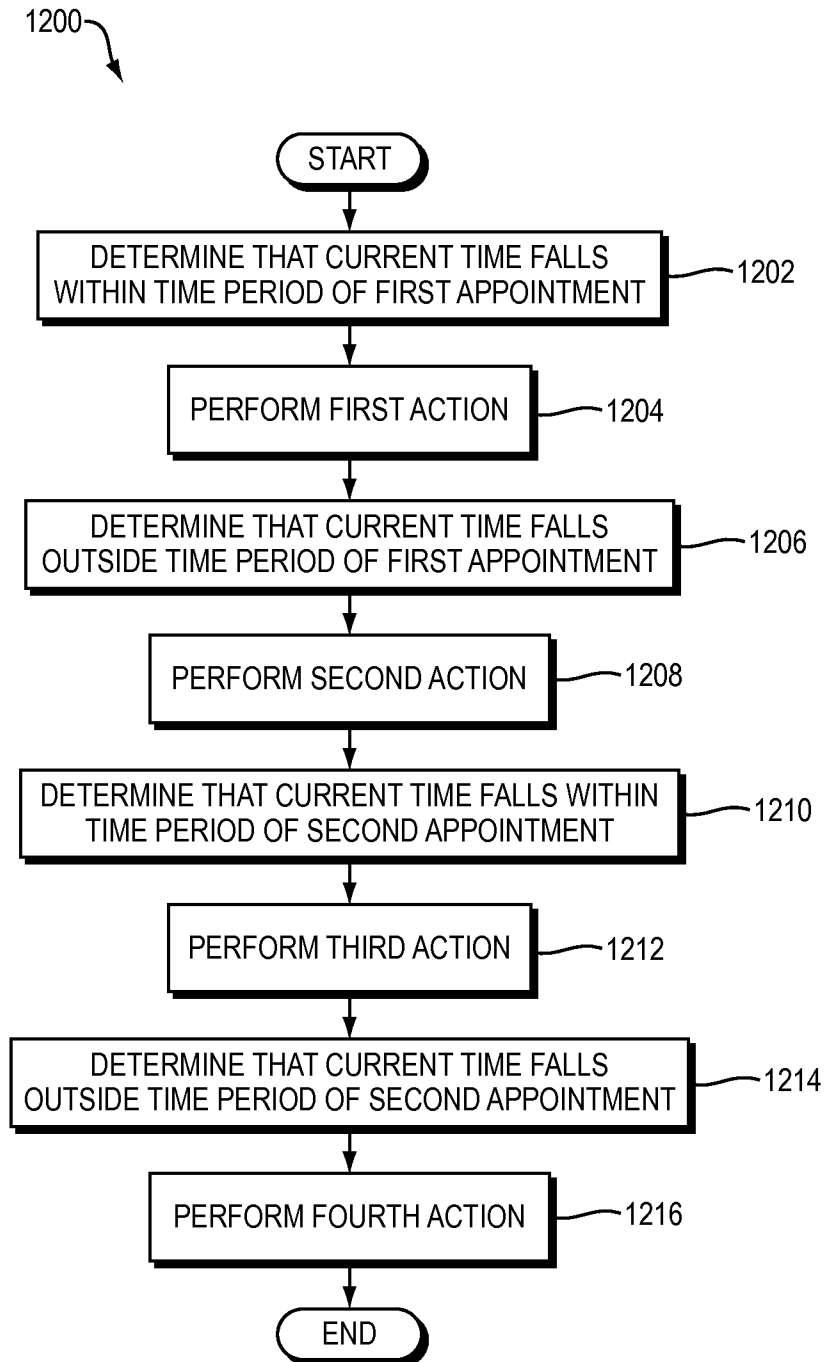 1200
START
DETERMINE THAT CURRENT TIME FALLS
WITHIN TIME PERIOD OF FIRST APPOINTMENT
1202
PERFORM FIRST ACTION
1204
DETERMINE THAT CURRENT TIME FALLS
OUTSIDE TIME PERIOD OF FIRST APPOINTMENT
1206
PERFORM SECOND ACTION
1208
DETERMINE THAT CURRENT TIME FALLS WITHIN
TIME PERIOD OF SECOND APPOINTMENT
1210
PERFORM THIRD ACTION
1212
DETERMINE THAT CURRENT TIME FALLS
OUTSIDE TIME PERIOD OF SECOND APPOINTMENT
1214
PERFORM FOURTH ACTION
1216
END